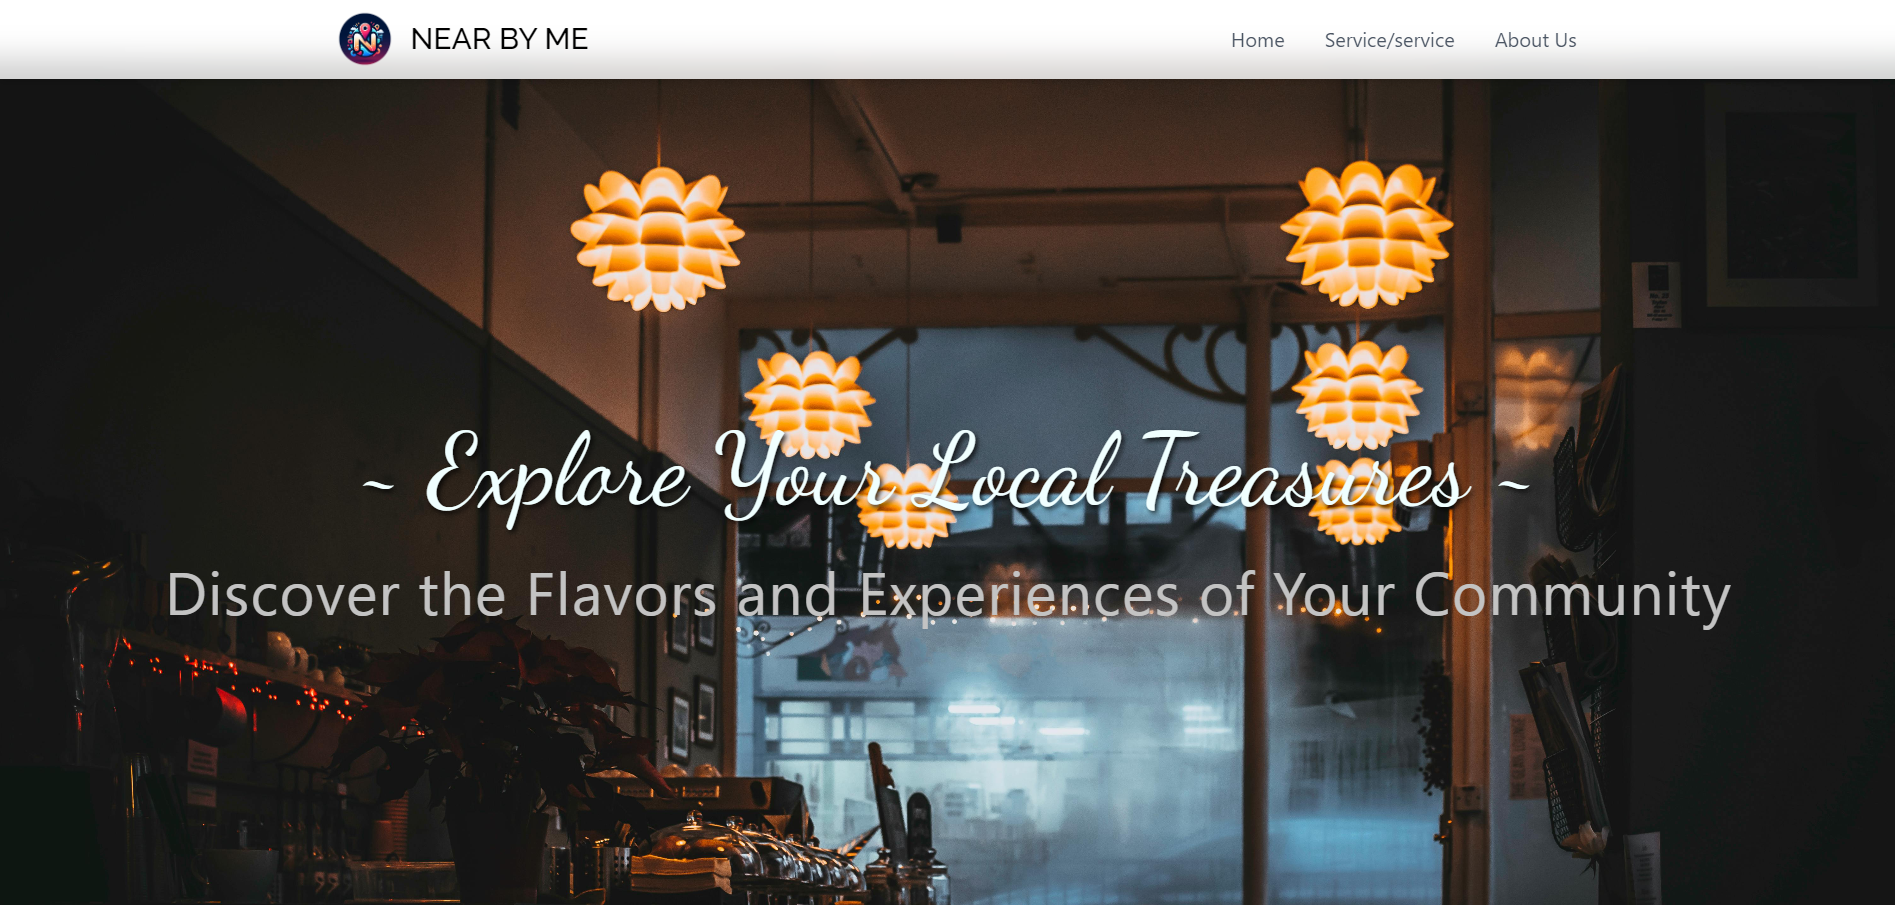 NEAR BY ME
Home Service/service About Us
~ Explore Your Local Treasures ~
Discover the Flavors and Experiences of Your Community